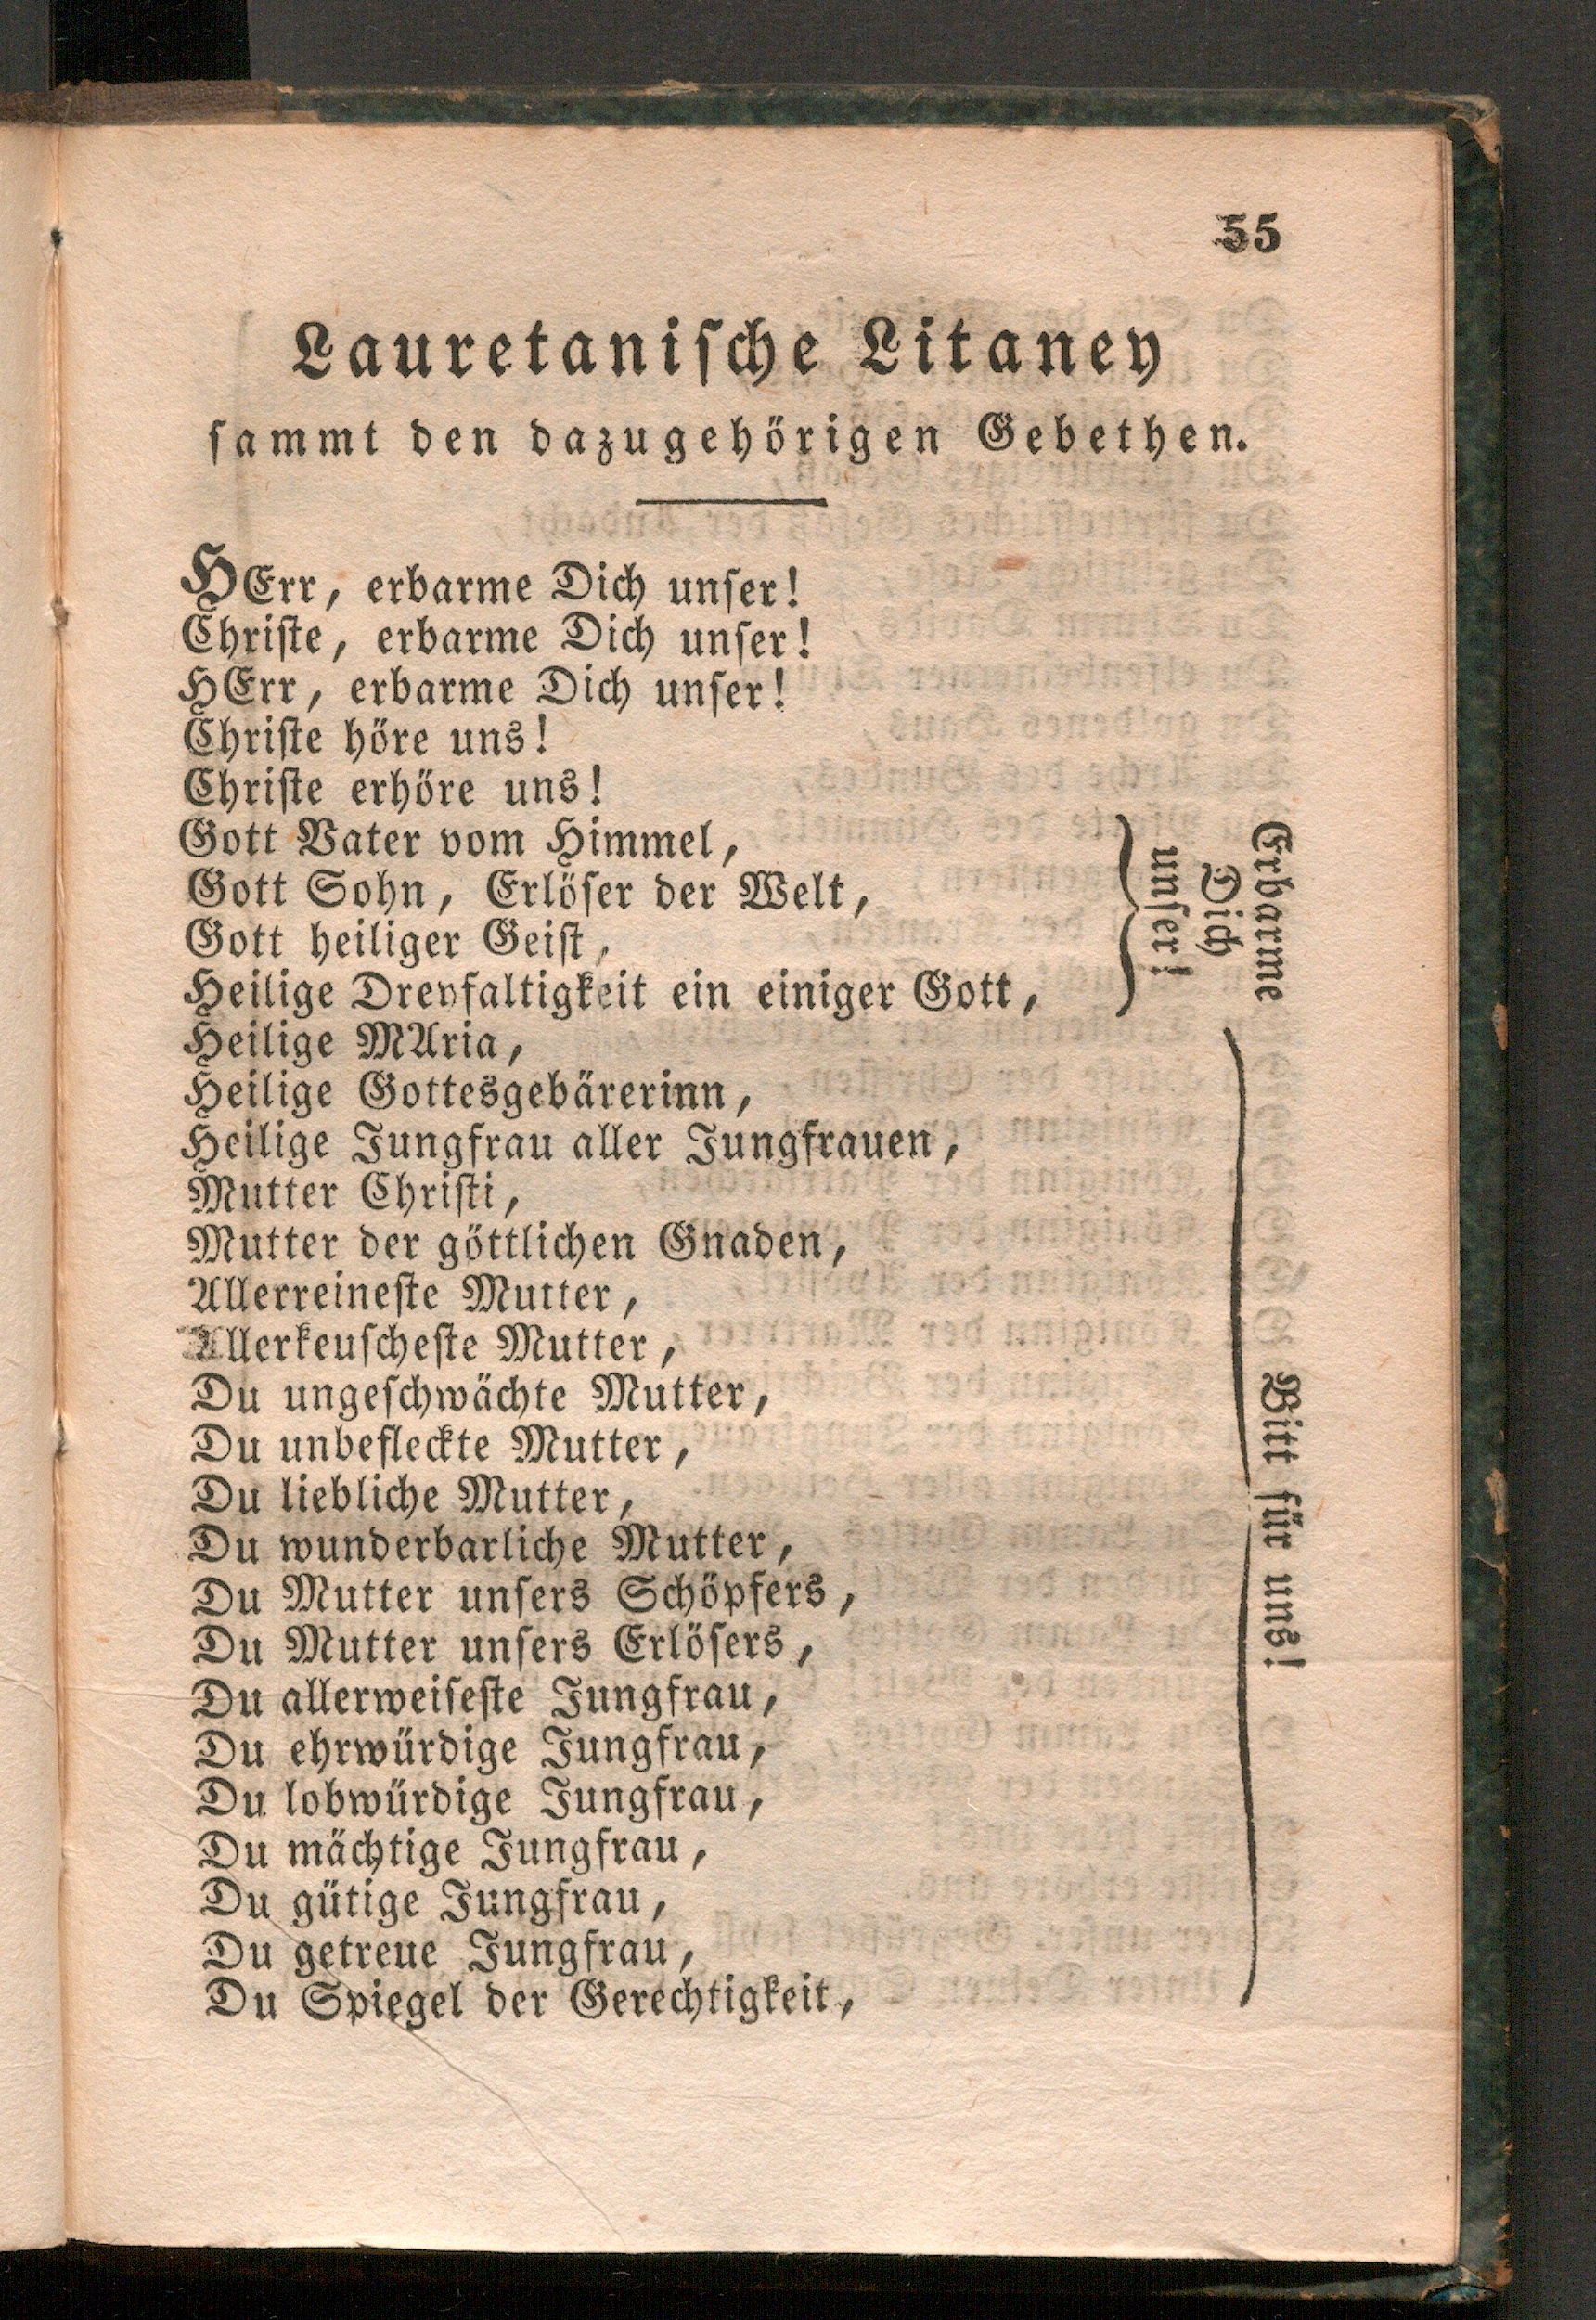 55
Lauretanische Litaney
sammt den dazugehörigen Gebethen.
HErr, erbarme Dich unser!
Christe, erbarme Dich unser!
HErr, erbarme Dich unser!
Christe höre uns!
Christe erhöre uns!
Gott Vater vom Himmel,
Gott Sohn, Erlöser der Welt,
Gott heiliger Geist,
Heilige Dreyfaltigkeit ein einiger Gott,
Erbarme
Dich
unser!
Heilige MAria,
Heilige Gottesgebärerinn,
Heilige Jungfrau aller Jungfrauen,
Mutter Christi,
Mutter der göttlichen Gnaden,
Allerreineste Mutter,
Allerkeuscheste Mutter,
Du ungeschwächte Mutter,
Du unbefleckte Mutter,
Du liebliche Mutter,
Du wunderbarliche Mutter,
Du Mutter unsers Schöpfers,
Du Mutter unsers Erlösers,
Du allerweiseste Jungfrau,
Du ehrwürdige Jungfrau,
Du lobwürdige Jungfrau,
Du mächtige Jungfrau,
Du gütige Jungfrau,
Du getreue Jungfrau,
Du Spiegel der Gerechtigkeit,
Bitt für uns!